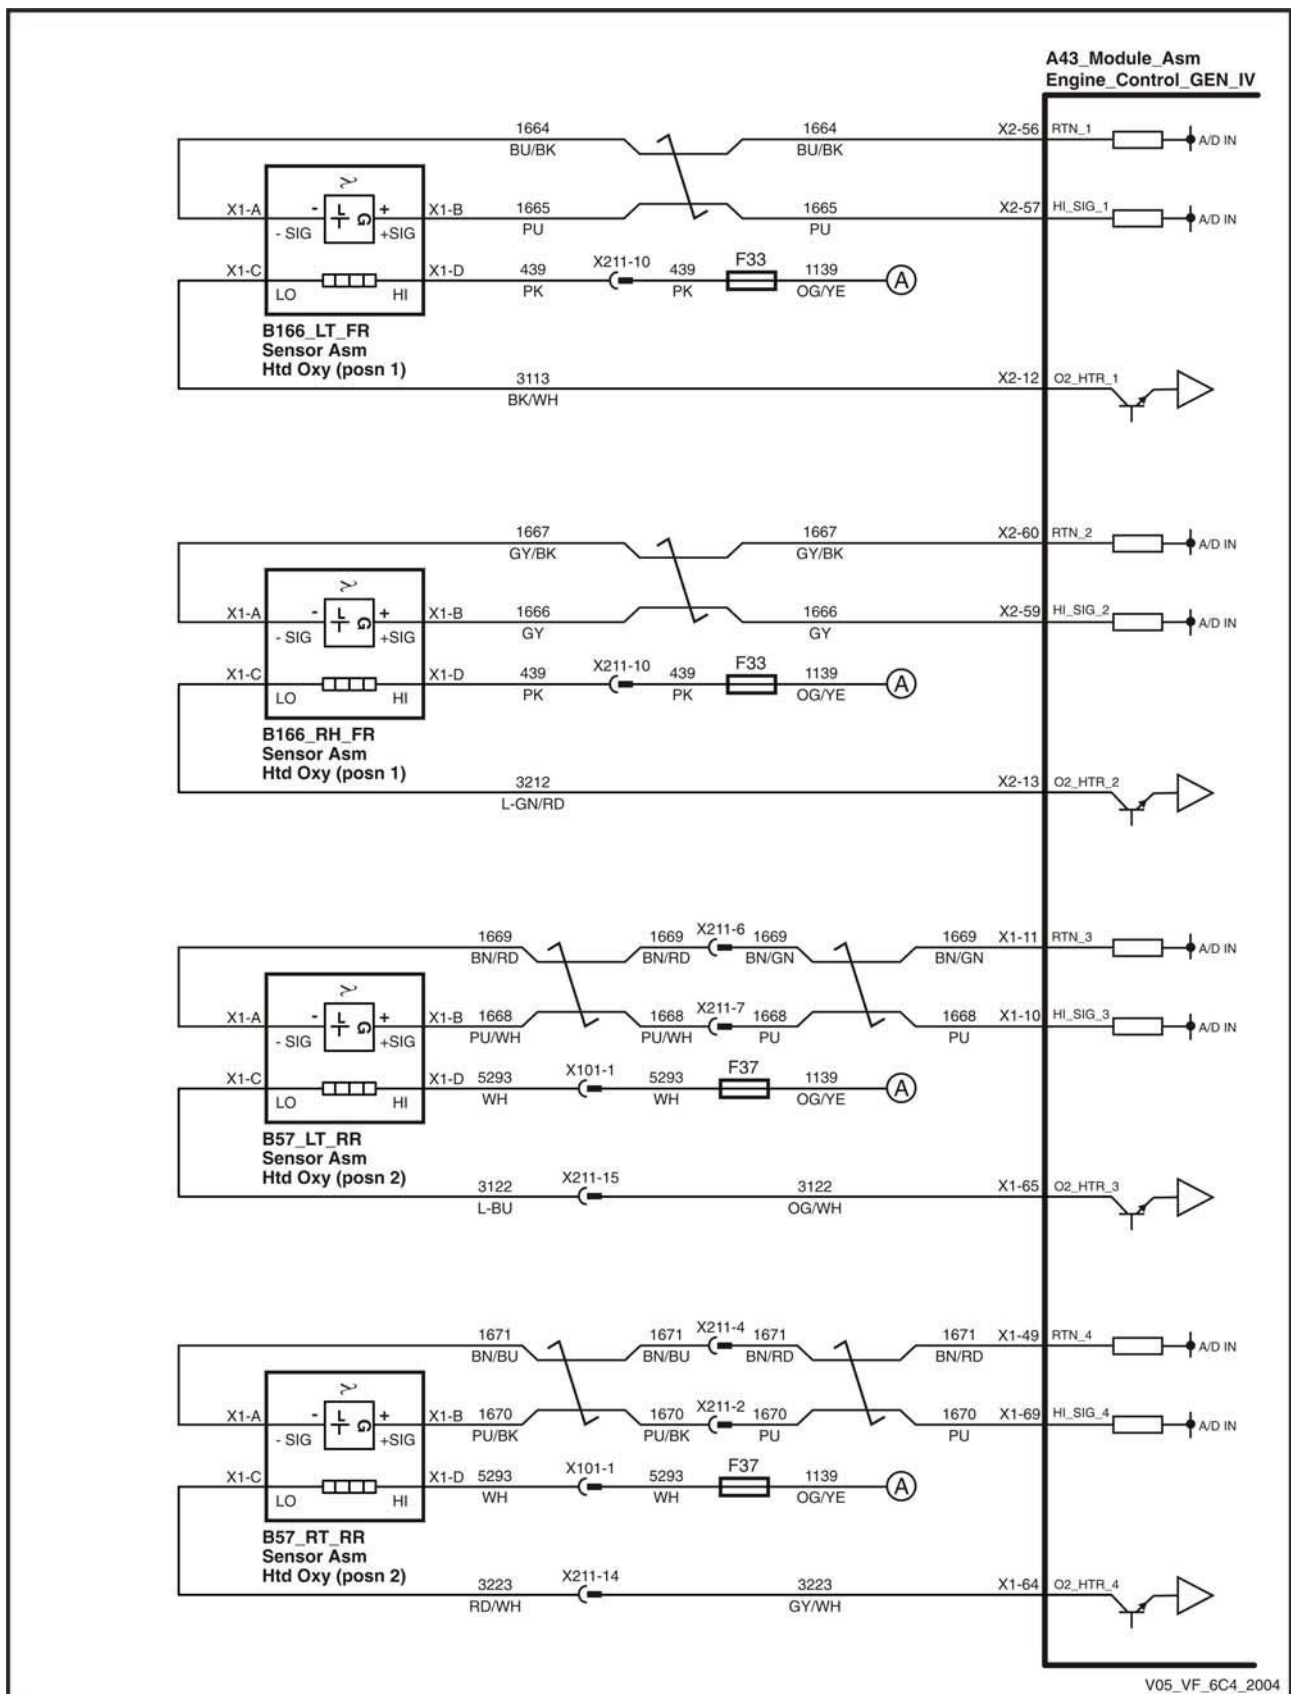 A43_Module_Asm
Engine_Control_GEN_IV
1664 1664 X2-56 RTN_1
BU/BK BU/BK A/D IN
X1-A - L G + X1-B 1665 1665 X2-57 HI_SIG_1
- SIG +SIG PU PU A/D IN
X1-C X1-D 439 X211-10 439 F33 1139 A
LO HI PK PK OG/YE
B166_LT_FR
Sensor Asm
Htd Oxy (posn 1)
3113 X2-12 O2_HTR_1
BK/WH
1667 1667 X2-60 RTN_2
GY/BK GY/BK A/D IN
X1-A - L G + X1-B 1666 1666 X2-59 HI_SIG_2
- SIG +SIG GY GY A/D IN
X1-C X1-D 439 X211-10 439 F33 1139 A
LO HI PK PK OG/YE
B166_RH_FR
Sensor Asm
Htd Oxy (posn 1)
3212 X2-13 O2_HTR_2
L-GN/RD
1669 1669 X211-6 1669 1669 X1-11 RTN_3
BN/RD BN/RD BN/GN BN/GN A/D IN
X1-A - L G + X1-B 1668 1668 X211-7 1668 1668 X1-10 HI_SIG_3
- SIG +SIG PU/WH PU/WH PU PU A/D IN
X1-C X1-D 5293 X101-1 5293 F37 1139 A
LO HI WH WH OG/YE
B57_LT_RR
Sensor Asm
Htd Oxy (posn 2)
3122 X211-15 3122 X1-65 O2_HTR_3
L-BU OG/WH
1671 1671 X211-4 1671 1671 X1-49 RTN_4
BN/BU BN/BU BN/RD BN/RD A/D IN
X1-A - L G + X1-B 1670 1670 X211-2 1670 1670 X1-69 HI_SIG_4
- SIG +SIG PU/BK PU/BK PU PU A/D IN
X1-C X1-D 5293 X101-1 5293 F37 1139 A
LO HI WH WH OG/YE
B57_RT_RR
Sensor Asm
Htd Oxy (posn 2)
3223 X211-14 3223 X1-64 O2_HTR_4
RD/WH GY/WH
V05_VF_6C4_2004